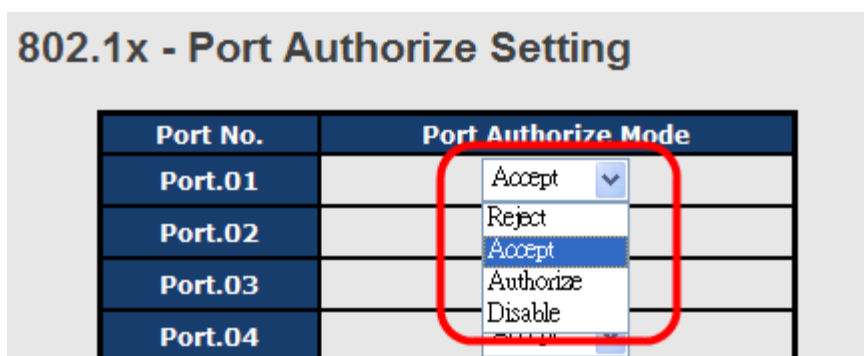 802.1x - Port Authorize Setting
Port No. Port Authorize Mode
Port.01 Accept
Reject
Port.02
Accept
Port.03 Authorize
Disable
Port.04